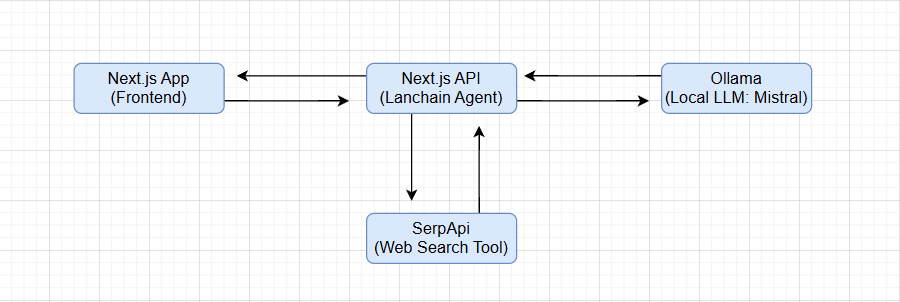 Next.js App
(Frontend)
Next.js API
(Lanchain Agent)
Ollama
(Local LLM: Mistral)
SerpApi
(Web Search Tool)